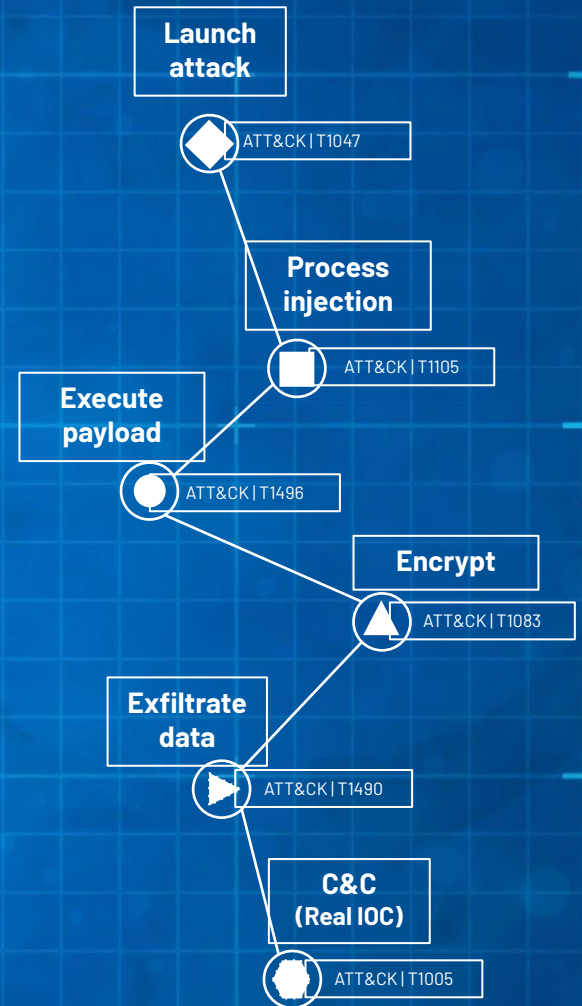 Launch
attack
ATT&CK | T1047
Process
injection
ATT&CK | T1105
Execute
payload
ATT&CK | T1496
Encrypt
ATT&CK | T1083
Exfiltrate
data
ATT&CK | T1490
C&C
(Real IOC)
ATT&CK | T1005